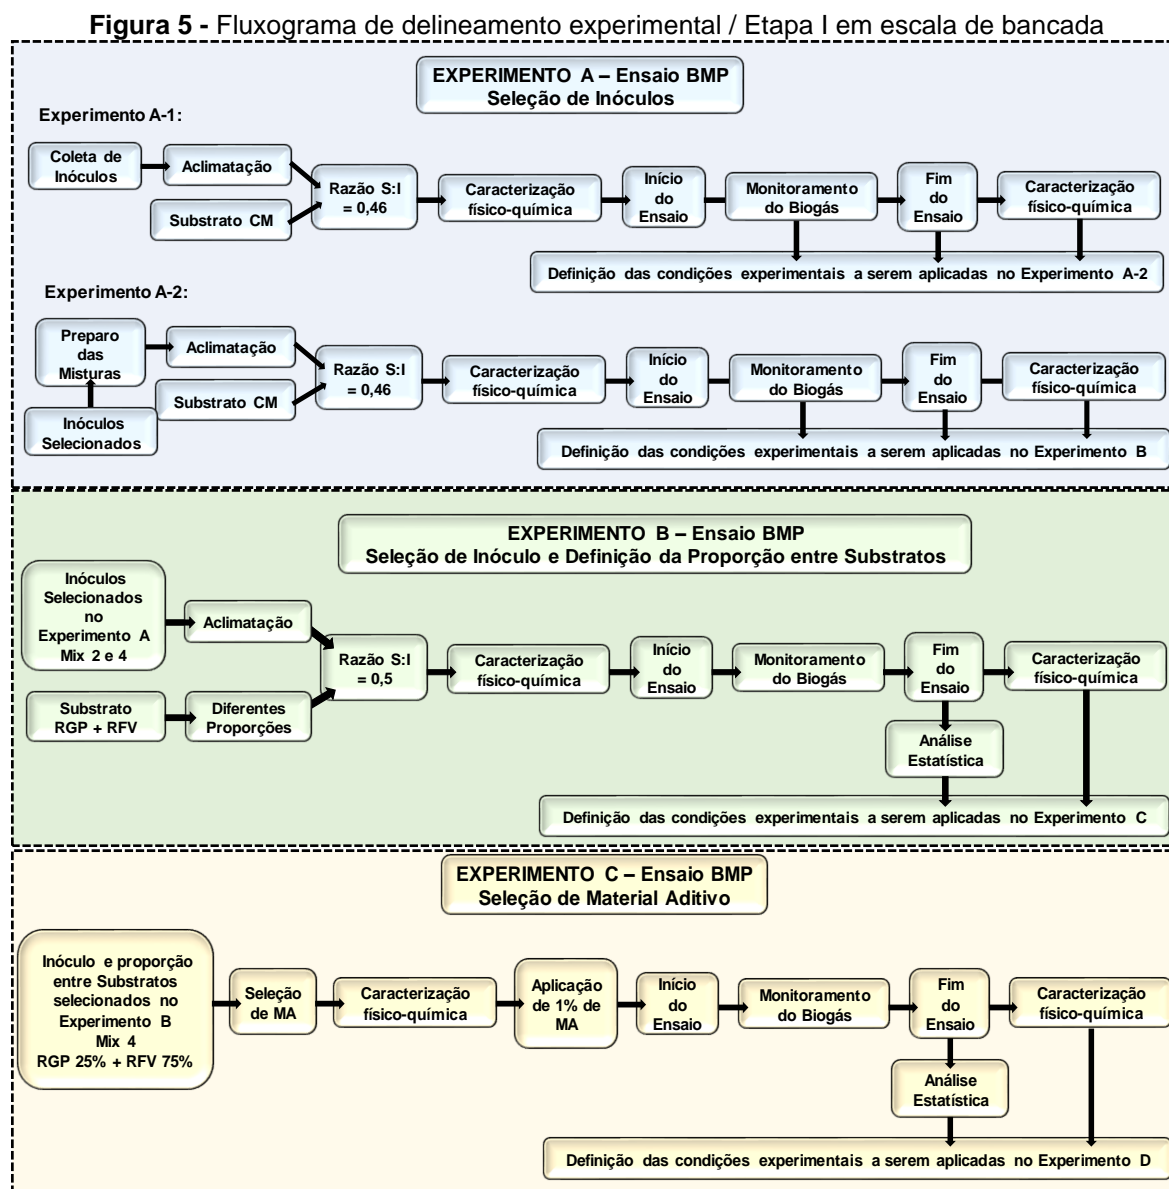 Figura 5 - Fluxograma de delineamento experimental / Etapa I em escala de bancada
EXPERIMENTO A – Ensaio BMP
Seleção de Inóculos
Experimento A-1:
Coleta de
Inóculos
Aclimatação
Substrato CM
Razão S:I
= 0,46
Caracterização
físico-química
Início
do
Ensaio
Monitoramento
do Biogás
Fim
do
Ensaio
Caracterização
físico-química
Definição das condições experimentais a serem aplicadas no Experimento A-2
Experimento A-2:
Preparo
das
Misturas
Inóculos
Selecionados
Aclimatação
Substrato CM
Razão S:I
= 0,46
Caracterização
físico-química
Início
do
Ensaio
Monitoramento
do Biogás
Fim
do
Ensaio
Caracterização
físico-química
Definição das condições experimentais a serem aplicadas no Experimento B
EXPERIMENTO B – Ensaio BMP
Seleção de Inóculo e Definição da Proporção entre Substratos
Inóculos
Selecionados
no
Experimento A
Mix 2 e 4
Aclimatação
Substrato
RGP + RFV
Diferentes
Proporções
Razão S:I
= 0,5
Caracterização
físico-química
Início
do
Ensaio
Monitoramento
do Biogás
Fim
do
Ensaio
Caracterização
físico-química
Análise
Estatística
Definição das condições experimentais a serem aplicadas no Experimento C
EXPERIMENTO C – Ensaio BMP
Seleção de Material Aditivo
Inóculo e proporção
entre Substratos
selecionados no
Experimento B
Mix 4
RGP 25% + RFV 75%
Seleção
de MA
Caracterização
físico-química
Aplicação
de 1% de
MA
Início
do
Ensaio
Monitoramento
do Biogás
Fim
do
Ensaio
Caracterização
físico-química
Análise
Estatística
Definição das condições experimentais a serem aplicadas no Experimento D